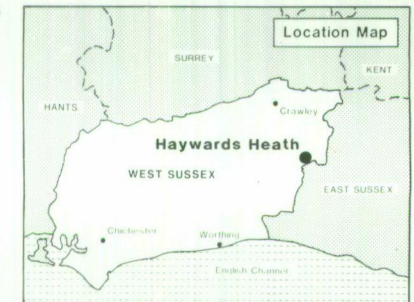 Location Map
SURREY
KENT
HANTS
Crawley
Haywards Heath
WEST SUSSEX
EAST SUSSEX
Chichester
Worthing
English Channel